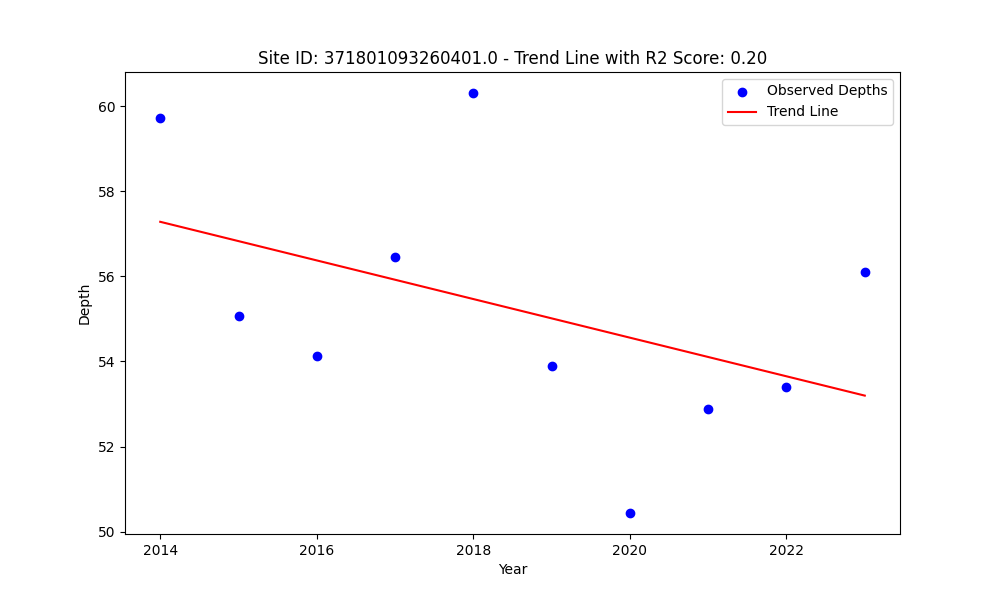 Site ID: 371801093260401.0 - Trend Line with R2 Score: 0.20
Observed Depths
Trend Line
Depth
60
58
56
54
52
50
2014
2016
2018
2020
2022
Year